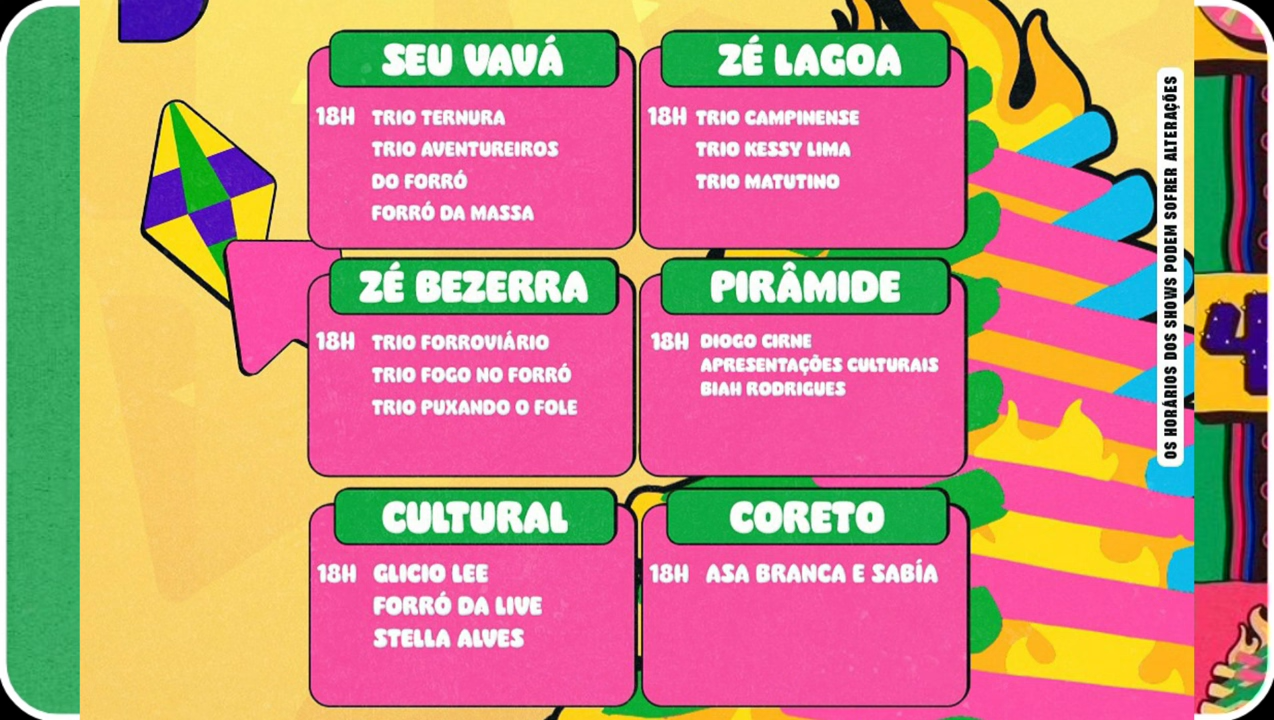 SEU VAVÁ
18H TRIO TERNURA
TRIO AVENTUREIROS
DO FORRÓ
FORRÓ DA MASSA
ZÉ LAGOA
18H TRIO CAMPINENSE
TRIO KESSY LIMA
TRIO MATUTINO
ZÉ BEZERRA
18H TRIO FORROVIÁRIO
TRIO FOGO NO FORRÓ
TRIO PUXANDO O FOLE
PIRÂMIDE
18H DIOGO CIRNE
APRESENTAÇÕES CULTURAIS
BIAH RODRIGUES
CULTURAL
18H GLICIO LEE
FORRÓ DA LIVE
STELLA ALVES
CORETO
18H ASA BRANCA E SABÍA
OS HORÁRIOS DOS SHOWS PODEM SOFRER ALTERAÇÕES
4